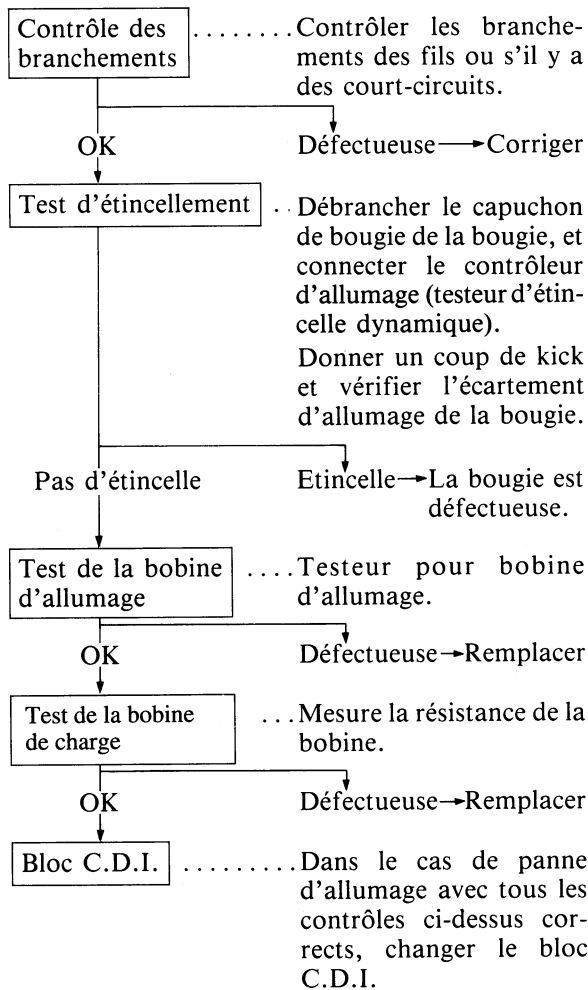 Contrôle des
branchements
........ Contrôler les branche-
ments des fils ou s'il y a
des court-circuits.
OK
Défectueuse → Corriger
Test d'étincellement
.. Débrancher le capuchon
de bougie de la bougie, et
connecter le contrôleur
d'allumage (testeur d'étin-
celle dynamique).
Donner un coup de kick
et vérifier l'écartement
d'allumage de la bougie.
Pas d'étincelle
Etincelle → La bougie est
défectueuse.
Test de la bobine
d'allumage
.... Testeur pour bobine
d'allumage.
OK
Défectueuse → Remplacer
Test de la bobine
de charge
... Mesure la résistance de la
bobine.
OK
Défectueuse → Remplacer
Bloc C.D.I.
......... Dans le cas de panne
d'allumage avec tous les
contrôles ci-dessus cor-
rects, changer le bloc
C.D.I.